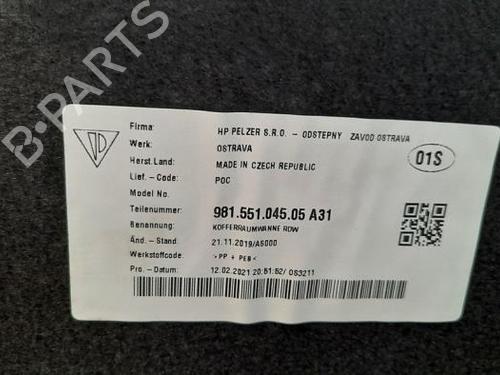 B-PARTS
Firma: HP PELZER S.R.O. - ODSTEPNY ZAVOD OSTRAVA
Werk: OSTRAVA
Herst.Land: MADE IN CZECH REPUBLIC
Lief.-Code: POC
Model No.
Teilenummer: 981.551.045.05 A31
Benennung: KOFFERRAUMWANNE RDW
Änd.-Stand: 21.11.2019/AS000
Werkstoffcode: >PP + PE8<
Pro.-Datum: 12.02.2021 20:51:52/ OS3211
01S